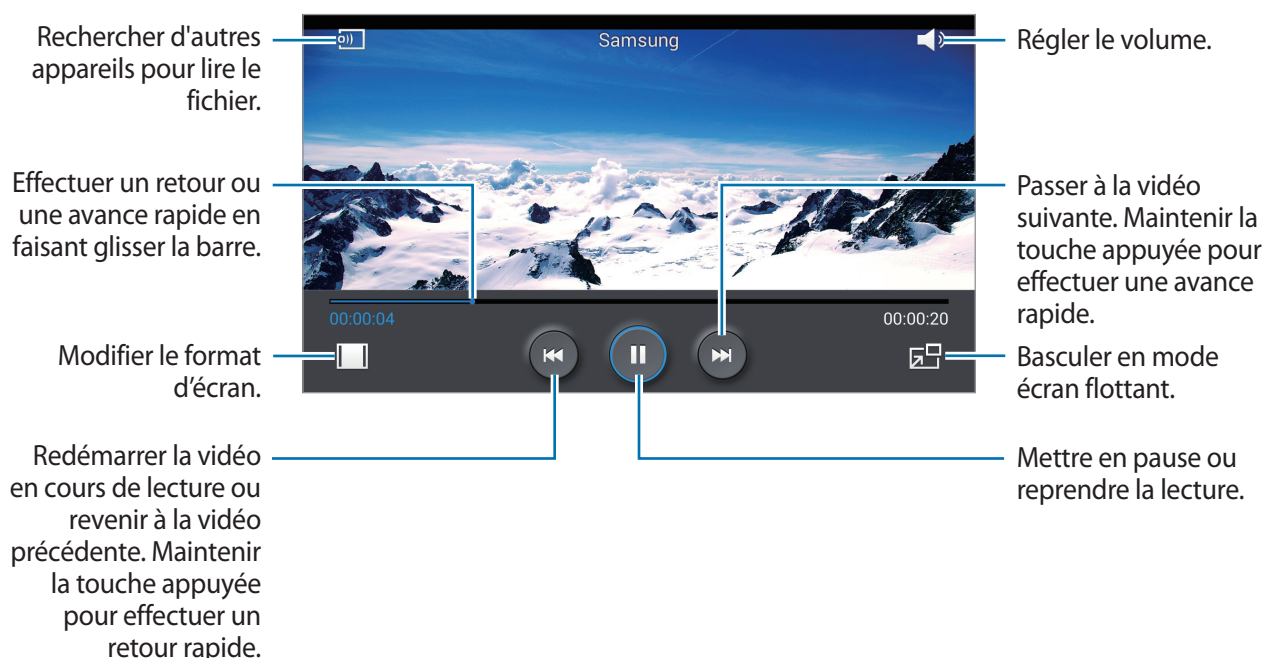 Rechercher d'autres
appareils pour lire le
fichier.
Effectuer un retour ou
une avance rapide en
faisant glisser la barre.
Modifier le format
d’écran.
Redémarrer la vidéo
en cours de lecture ou
revenir à la vidéo
précédente. Maintenir
la touche appuyée
pour effectuer un
retour rapide.
Samsung
00:00:04
00:00:20
Régler le volume.
Passer à la vidéo
suivante. Maintenir la
touche appuyée pour
effectuer une avance
rapide.
Basculer en mode
écran flottant.
Mettre en pause ou
reprendre la lecture.